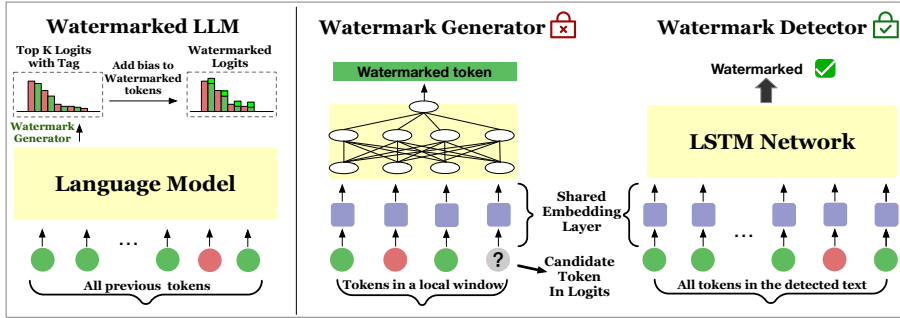 Watermarked LLM
Top K Logits
with Tag
Add bias to
Watermarked
tokens
Watermarked
Logits
Watermark
Generator
Language Model
...
All previous tokens
Watermark Generator
Watermarked token
?
Tokens in a local window
Shared
Embedding
Layer
Candidate
Token
In Logits
Watermark Detector
Watermarked
LSTM Network
...
All tokens in the detected text